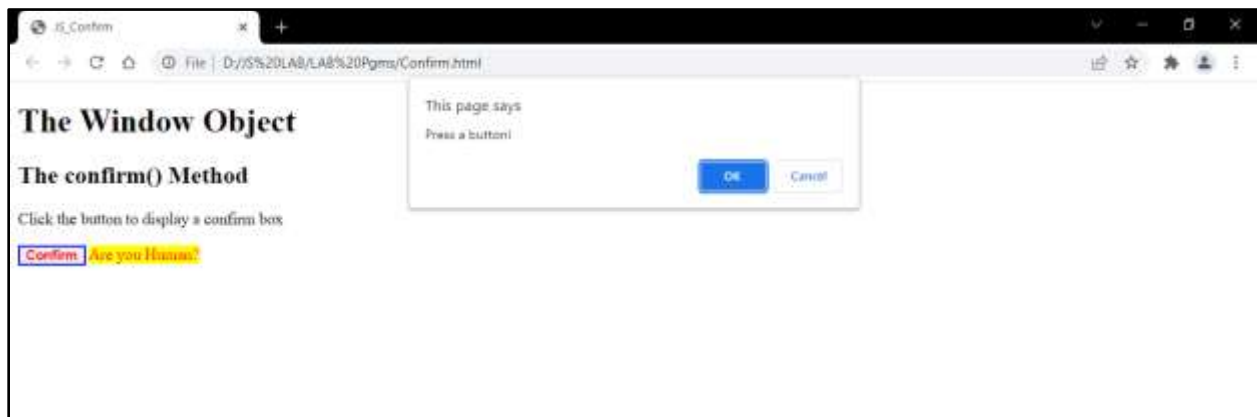 JS_Confirm
File | D:/JS%20LAB/LAB%20Pgms/Confirm.html
This page says
Press a button!
OK
Cancel
The Window Object
The confirm() Method
Click the button to display a confirm box
Confirm Are you Human?